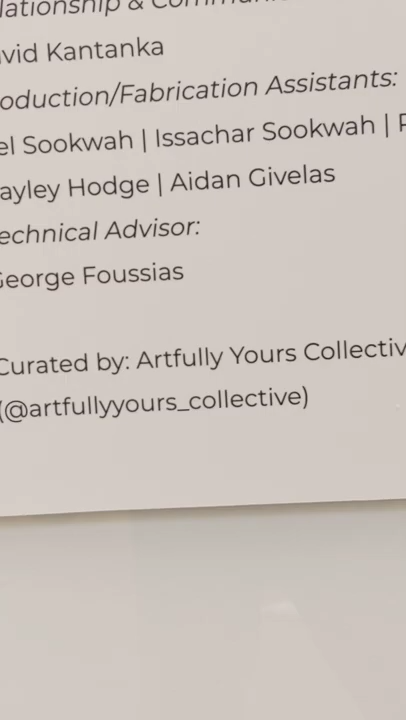 vid Kantanka
oduction/Fabrication Assistants:
el Sookwah | Issachar Sookwah |
ayley Hodge | Aidan Givelas
echnical Advisor:
George Foussias
Curated by: Artfully Yours Collectiv
(@artfullyyours_collective)